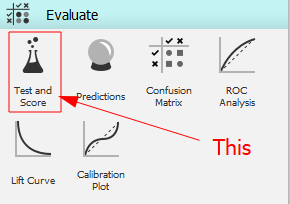 Evaluate
Test and
Score
Predictions
Confusion
Matrix
ROC
Analysis
This
Lift Curve
Calibration
Plot